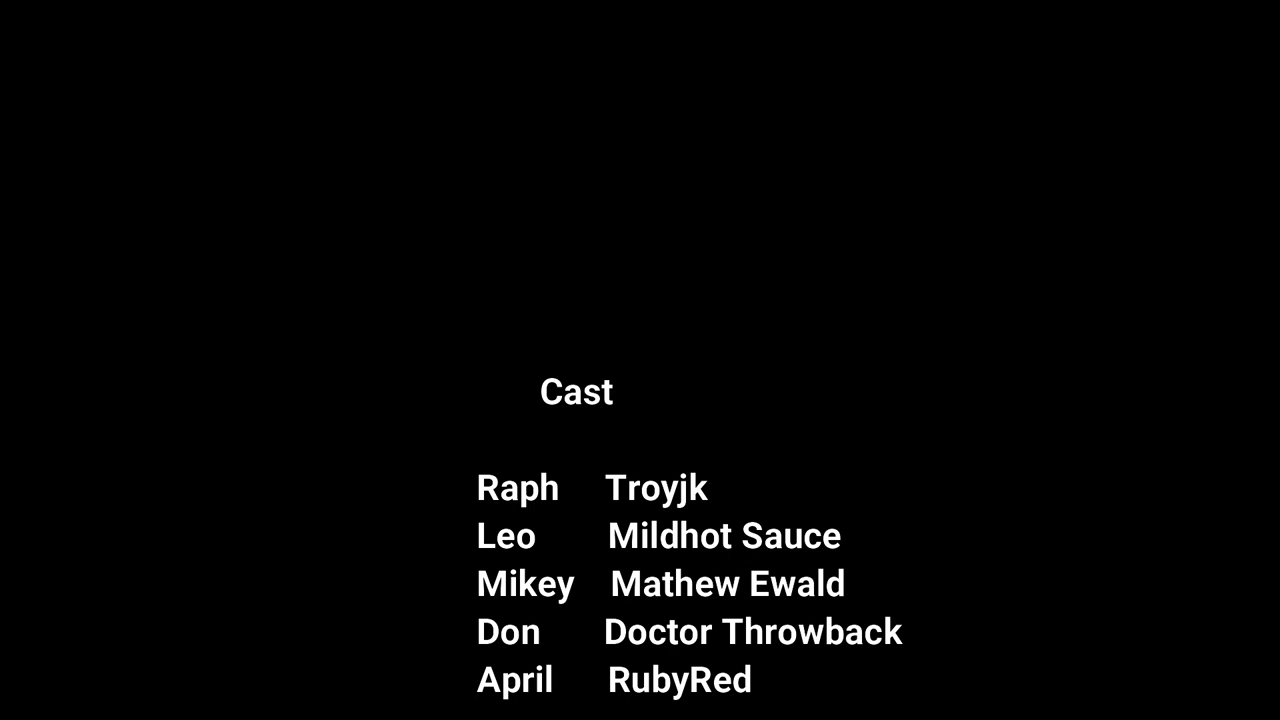 Cast
Raph Troyjk
Leo Mildhot Sauce
Mikey Mathew Ewald
Don Doctor Throwback
April RubyRed